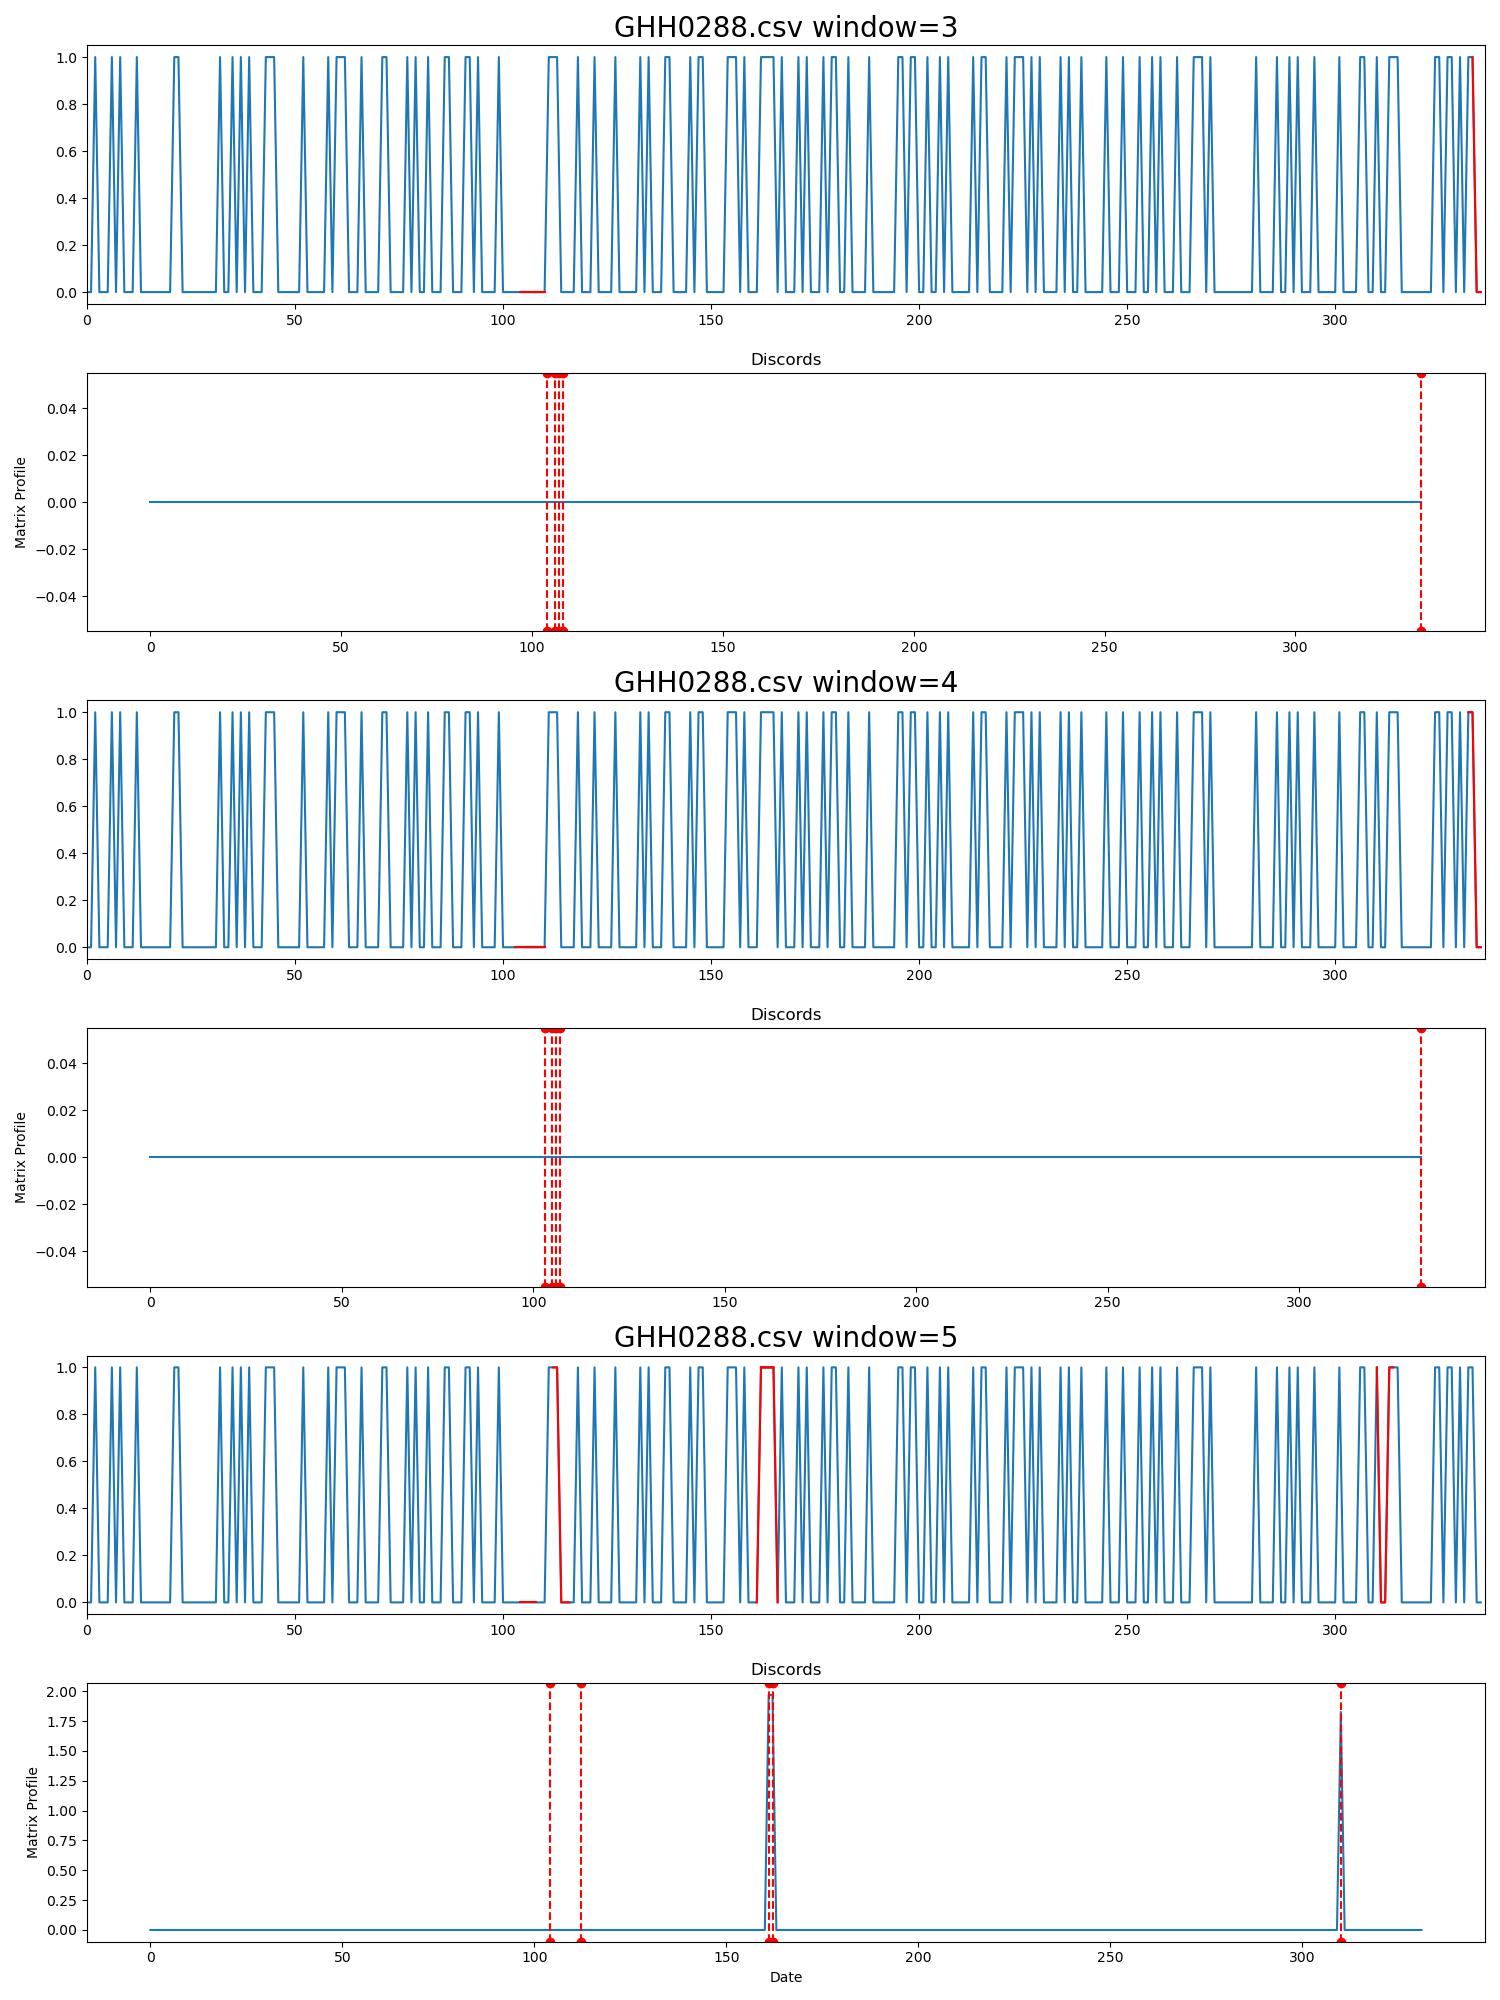 GHH0288.csv window=3
1.0
0.8
0.6
0.4
0.2
0.0
0 50 100 150 200 250 300
Discords
Matrix Profile
0.04
0.02
0.00
−0.02
−0.04
0 50 100 150 200 250 300
GHH0288.csv window=4
1.0
0.8
0.6
0.4
0.2
0.0
0 50 100 150 200 250 300
Discords
Matrix Profile
0.04
0.02
0.00
−0.02
−0.04
0 50 100 150 200 250 300
GHH0288.csv window=5
1.0
0.8
0.6
0.4
0.2
0.0
0 50 100 150 200 250 300
Discords
Matrix Profile
2.00
1.75
1.50
1.25
1.00
0.75
0.50
0.25
0.00
0 50 100 150 200 250 300
Date